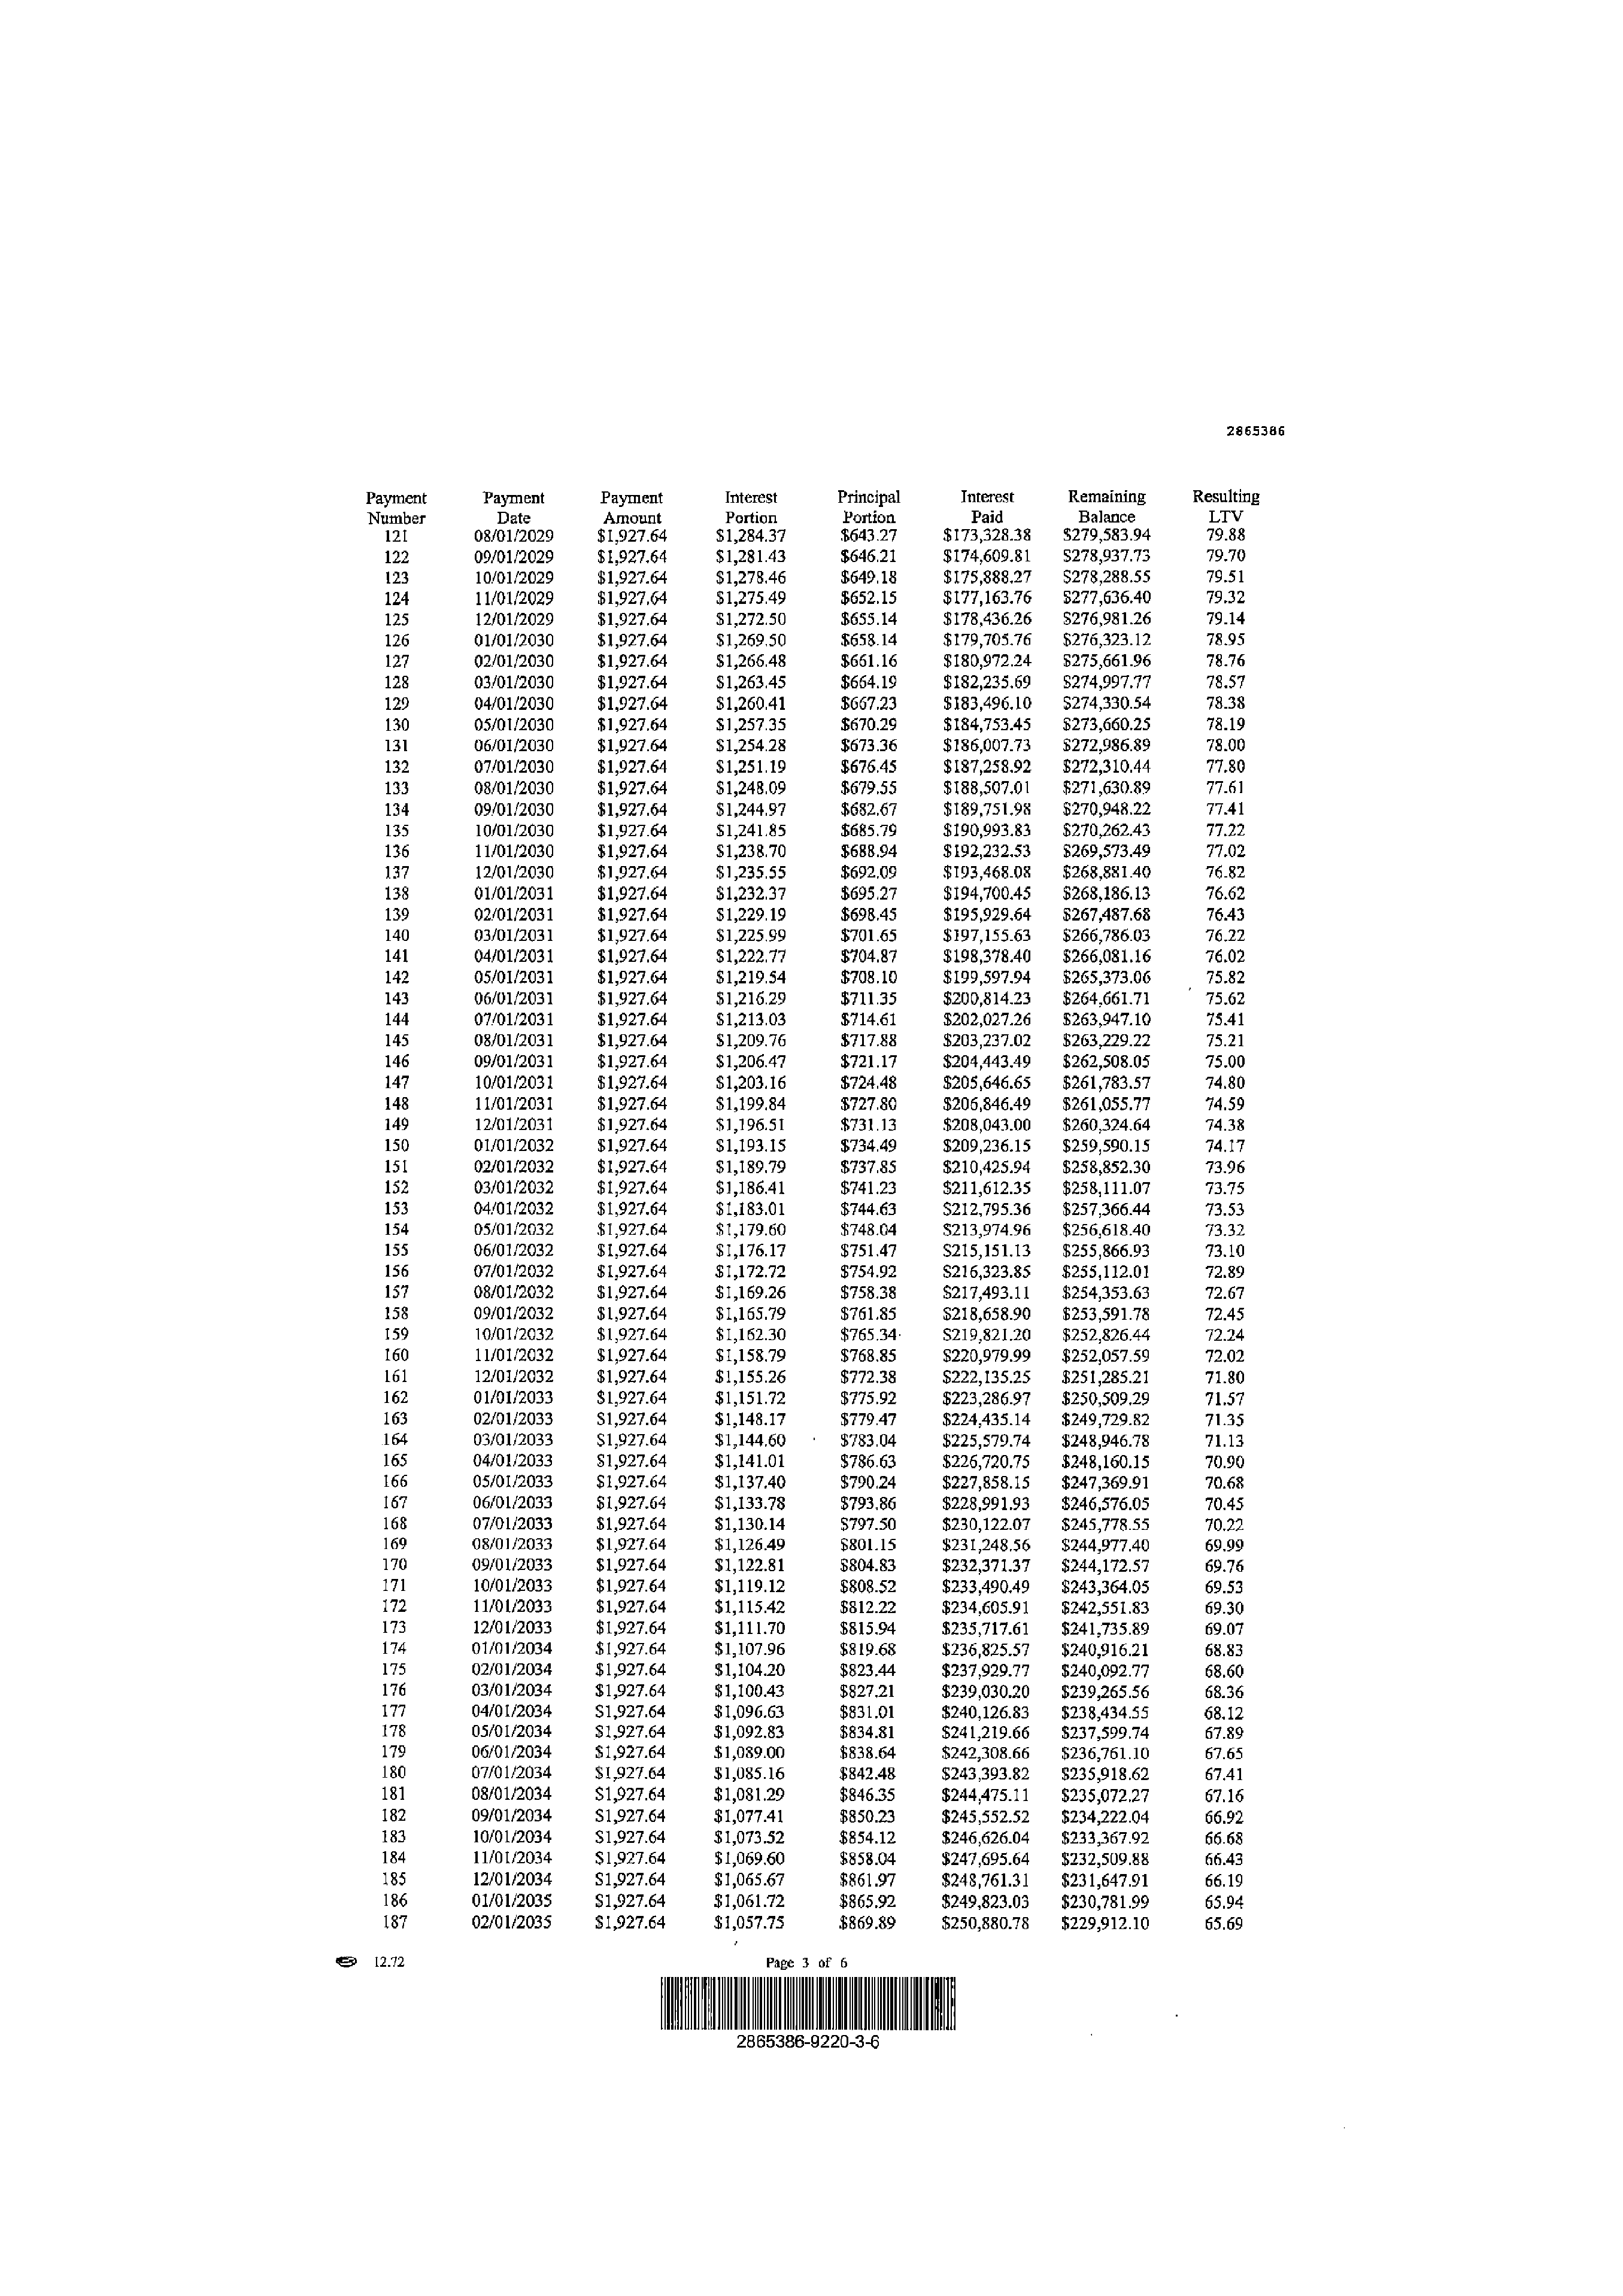 2865386
Payment Payment Payment Interest Principal Interest Remaining Resulting
Number Date Amount Portion Portion Paid Balance LTV
121 08/01/2029 $1,927.64 $1,284.37 $643.27 $173,328.38 $279,583.94 79.88
122 09/01/2029 $1,927.64 $1,281.43 $646.21 $174,609.81 $278,937.73 79.70
123 10/01/2029 $1,927.64 $1,278.46 $649.18 $175,888.27 $278,288.55 79.51
124 11/01/2029 $1,927.64 $1,275.49 $652.15 $177,163.76 $277,636.40 79.32
125 12/01/2029 $1,927.64 $1,272.50 $655.14 $178,436.26 $276,981.26 79.14
126 01/01/2030 $1,927.64 $1,269.50 $658.14 $179,705.76 $276,323.12 78.95
127 02/01/2030 $1,927.64 $1,266.48 $661.16 $180,972.24 $275,661.96 78.76
128 03/01/2030 $1,927.64 $1,263.45 $664.19 $182,235.69 $274,997.77 78.57
129 04/01/2030 $1,927.64 $1,260.41 $667.23 $183,496.10 $274,330.54 78.38
130 05/01/2030 $1,927.64 $1,257.35 $670.29 $184,753.45 $273,660.25 78.19
131 06/01/2030 $1,927.64 $1,254.28 $673.36 $186,007.73 $272,986.89 78.00
132 07/01/2030 $1,927.64 $1,251.19 $676.45 $187,258.92 $272,310.44 77.80
133 08/01/2030 $1,927.64 $1,248.09 $679.55 $188,507.01 $271,630.89 77.61
134 09/01/2030 $1,927.64 $1,244.97 $682.67 $189,751.98 $270,948.22 77.41
135 10/01/2030 $1,927.64 $1,241.85 $685.79 $190,993.83 $270,262.43 77.22
136 11/01/2030 $1,927.64 $1,238.70 $688.94 $192,232.53 $269,573.49 77.02
137 12/01/2030 $1,927.64 $1,235.55 $692.09 $193,468.08 $268,881.40 76.82
138 01/01/2031 $1,927.64 $1,232.37 $695.27 $194,700.45 $268,186.13 76.62
139 02/01/2031 $1,927.64 $1,229.19 $698.45 $195,929.64 $267,487.68 76.43
140 03/01/2031 $1,927.64 $1,225.99 $701.65 $197,155.63 $266,786.03 76.22
141 04/01/2031 $1,927.64 $1,222.77 $704.87 $198,378.40 $266,081.16 76.02
142 05/01/2031 $1,927.64 $1,219.54 $708.10 $199,597.94 $265,373.06 75.82
143 06/01/2031 $1,927.64 $1,216.29 $711.35 $200,814.23 $264,661.71 75.62
144 07/01/2031 $1,927.64 $1,213.03 $714.61 $202,027.26 $263,947.10 75.41
145 08/01/2031 $1,927.64 $1,209.76 $717.88 $203,237.02 $263,229.22 75.21
146 09/01/2031 $1,927.64 $1,206.47 $721.17 $204,443.49 $262,508.05 75.00
147 10/01/2031 $1,927.64 $1,203.16 $724.48 $205,646.65 $261,783.57 74.80
148 11/01/2031 $1,927.64 $1,199.84 $727.80 $206,846.49 $261,055.77 74.59
149 12/01/2031 $1,927.64 $1,196.51 $731.13 $208,043.00 $260,324.64 74.38
150 01/01/2032 $1,927.64 $1,193.15 $734.49 $209,236.15 $259,590.15 74.17
151 02/01/2032 $1,927.64 $1,189.79 $737.85 $210,425.94 $258,852.30 73.96
152 03/01/2032 $1,927.64 $1,186.41 $741.23 $211,612.35 $258,111.07 73.75
153 04/01/2032 $1,927.64 $1,183.01 $744.63 $212,795.36 $257,366.44 73.53
154 05/01/2032 $1,927.64 $1,179.60 $748.04 $213,974.96 $256,618.40 73.32
155 06/01/2032 $1,927.64 $1,176.17 $751.47 $215,151.13 $255,866.93 73.10
156 07/01/2032 $1,927.64 $1,172.72 $754.92 $216,323.85 $255,112.01 72.89
157 08/01/2032 $1,927.64 $1,169.26 $758.38 $217,493.11 $254,353.63 72.67
158 09/01/2032 $1,927.64 $1,165.79 $761.85 $218,658.90 $253,591.78 72.45
159 10/01/2032 $1,927.64 $1,162.30 $765.34 $219,821.20 $252,826.44 72.24
160 11/01/2032 $1,927.64 $1,158.79 $768.85 $220,979.99 $252,057.59 72.02
161 12/01/2032 $1,927.64 $1,155.26 $772.38 $222,135.25 $251,285.21 71.80
162 01/01/2033 $1,927.64 $1,151.72 $775.92 $223,286.97 $250,509.29 71.57
163 02/01/2033 $1,927.64 $1,148.17 $779.47 $224,435.14 $249,729.82 71.35
164 03/01/2033 $1,927.64 $1,144.60 $783.04 $225,579.74 $248,946.78 71.13
165 04/01/2033 $1,927.64 $1,141.01 $786.63 $226,720.75 $248,160.15 70.90
166 05/01/2033 $1,927.64 $1,137.40 $790.24 $227,858.15 $247,369.91 70.68
167 06/01/2033 $1,927.64 $1,133.78 $793.86 $228,991.93 $246,576.05 70.45
168 07/01/2033 $1,927.64 $1,130.14 $797.50 $230,122.07 $245,778.55 70.22
169 08/01/2033 $1,927.64 $1,126.49 $801.15 $231,248.56 $244,977.40 69.99
170 09/01/2033 $1,927.64 $1,122.81 $804.83 $232,371.37 $244,172.57 69.76
171 10/01/2033 $1,927.64 $1,119.12 $808.52 $233,490.49 $243,364.05 69.53
172 11/01/2033 $1,927.64 $1,115.42 $812.22 $234,605.91 $242,551.83 69.30
173 12/01/2033 $1,927.64 $1,111.70 $815.94 $235,717.61 $241,735.89 69.07
174 01/01/2034 $1,927.64 $1,107.96 $819.68 $236,825.57 $240,916.21 68.83
175 02/01/2034 $1,927.64 $1,104.20 $823.44 $237,929.77 $240,092.77 68.60
176 03/01/2034 $1,927.64 $1,100.43 $827.21 $239,030.20 $239,265.56 68.36
177 04/01/2034 $1,927.64 $1,096.63 $831.01 $240,126.83 $238,434.55 68.12
178 05/01/2034 $1,927.64 $1,092.83 $834.81 $241,219.66 $237,599.74 67.89
179 06/01/2034 $1,927.64 $1,089.00 $838.64 $242,308.66 $236,761.10 67.65
180 07/01/2034 $1,927.64 $1,085.16 $842.48 $243,393.82 $235,918.62 67.41
181 08/01/2034 $1,927.64 $1,081.29 $846.35 $244,475.11 $235,072.27 67.16
182 09/01/2034 $1,927.64 $1,077.41 $850.23 $245,552.52 $234,222.04 66.92
183 10/01/2034 $1,927.64 $1,073.52 $854.12 $246,626.04 $233,367.92 66.68
184 11/01/2034 $1,927.64 $1,069.60 $858.04 $247,695.64 $232,509.88 66.43
185 12/01/2034 $1,927.64 $1,065.67 $861.97 $248,761.31 $231,647.91 66.19
186 01/01/2035 $1,927.64 $1,061.72 $865.92 $249,823.03 $230,781.99 65.94
187 02/01/2035 $1,927.64 $1,057.75 $869.89 $250,880.78 $229,912.10 65.69
12.72 Page 3 of 6
2865386-9220-3-6